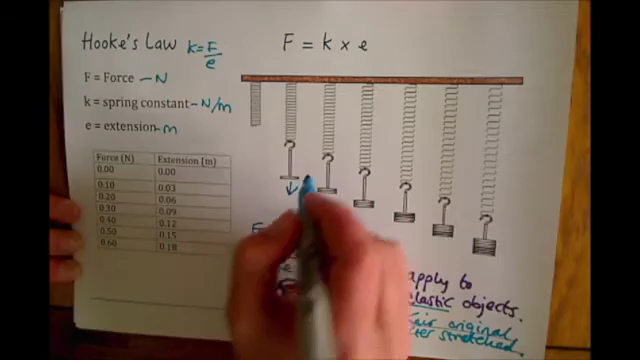 Hooke's Law k=F/e
F = k x e
F = Force – N
k = spring constant – N/m
e = extension – m
Force (N) Extension (m)
0.00 0.00
0.10 0.03
0.20 0.06
0.30 0.09
0.40 0.12
0.50 0.15
0.60 0.18
apply to
elastic objects.
original
stretched.